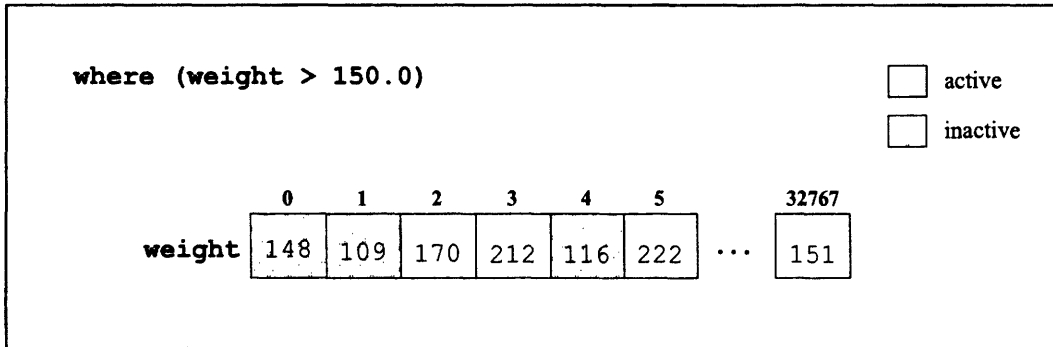 where (weight > 150.0)
active
inactive
0 1 2 3 4 5 32767
weight 148 109 170 212 116 222 ... 151